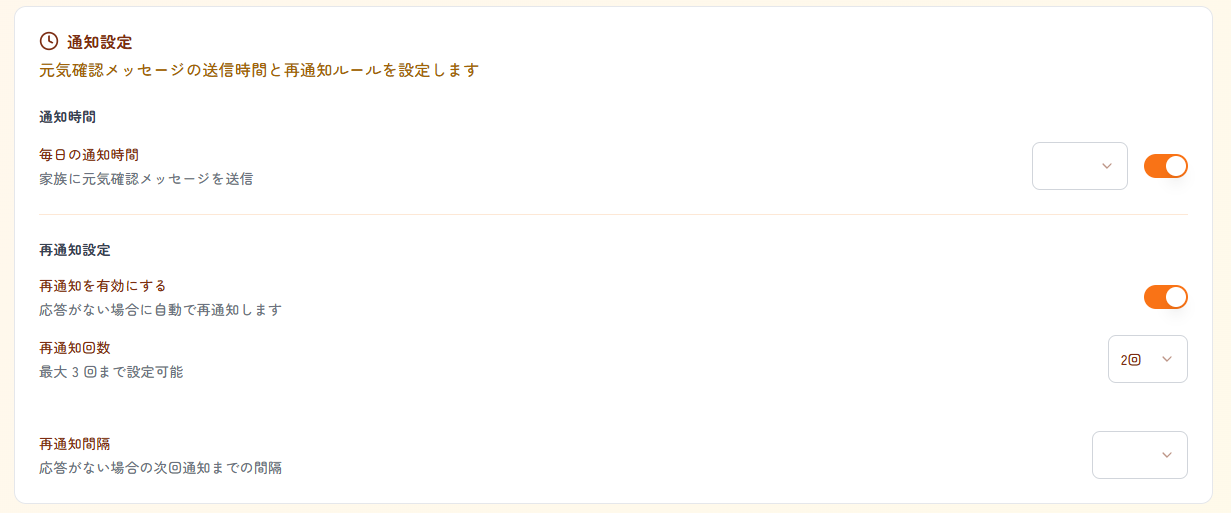 通知設定
元気確認メッセージの送信時間と再通知ルールを設定します
通知時間
毎日の通知時間
家族に元気確認メッセージを送信
再通知設定
再通知を有効にする
応答がない場合に自動で再通知します
再通知回数
最大 3 回まで設定可能
2回
再通知間隔
応答がない場合の次回通知までの間隔